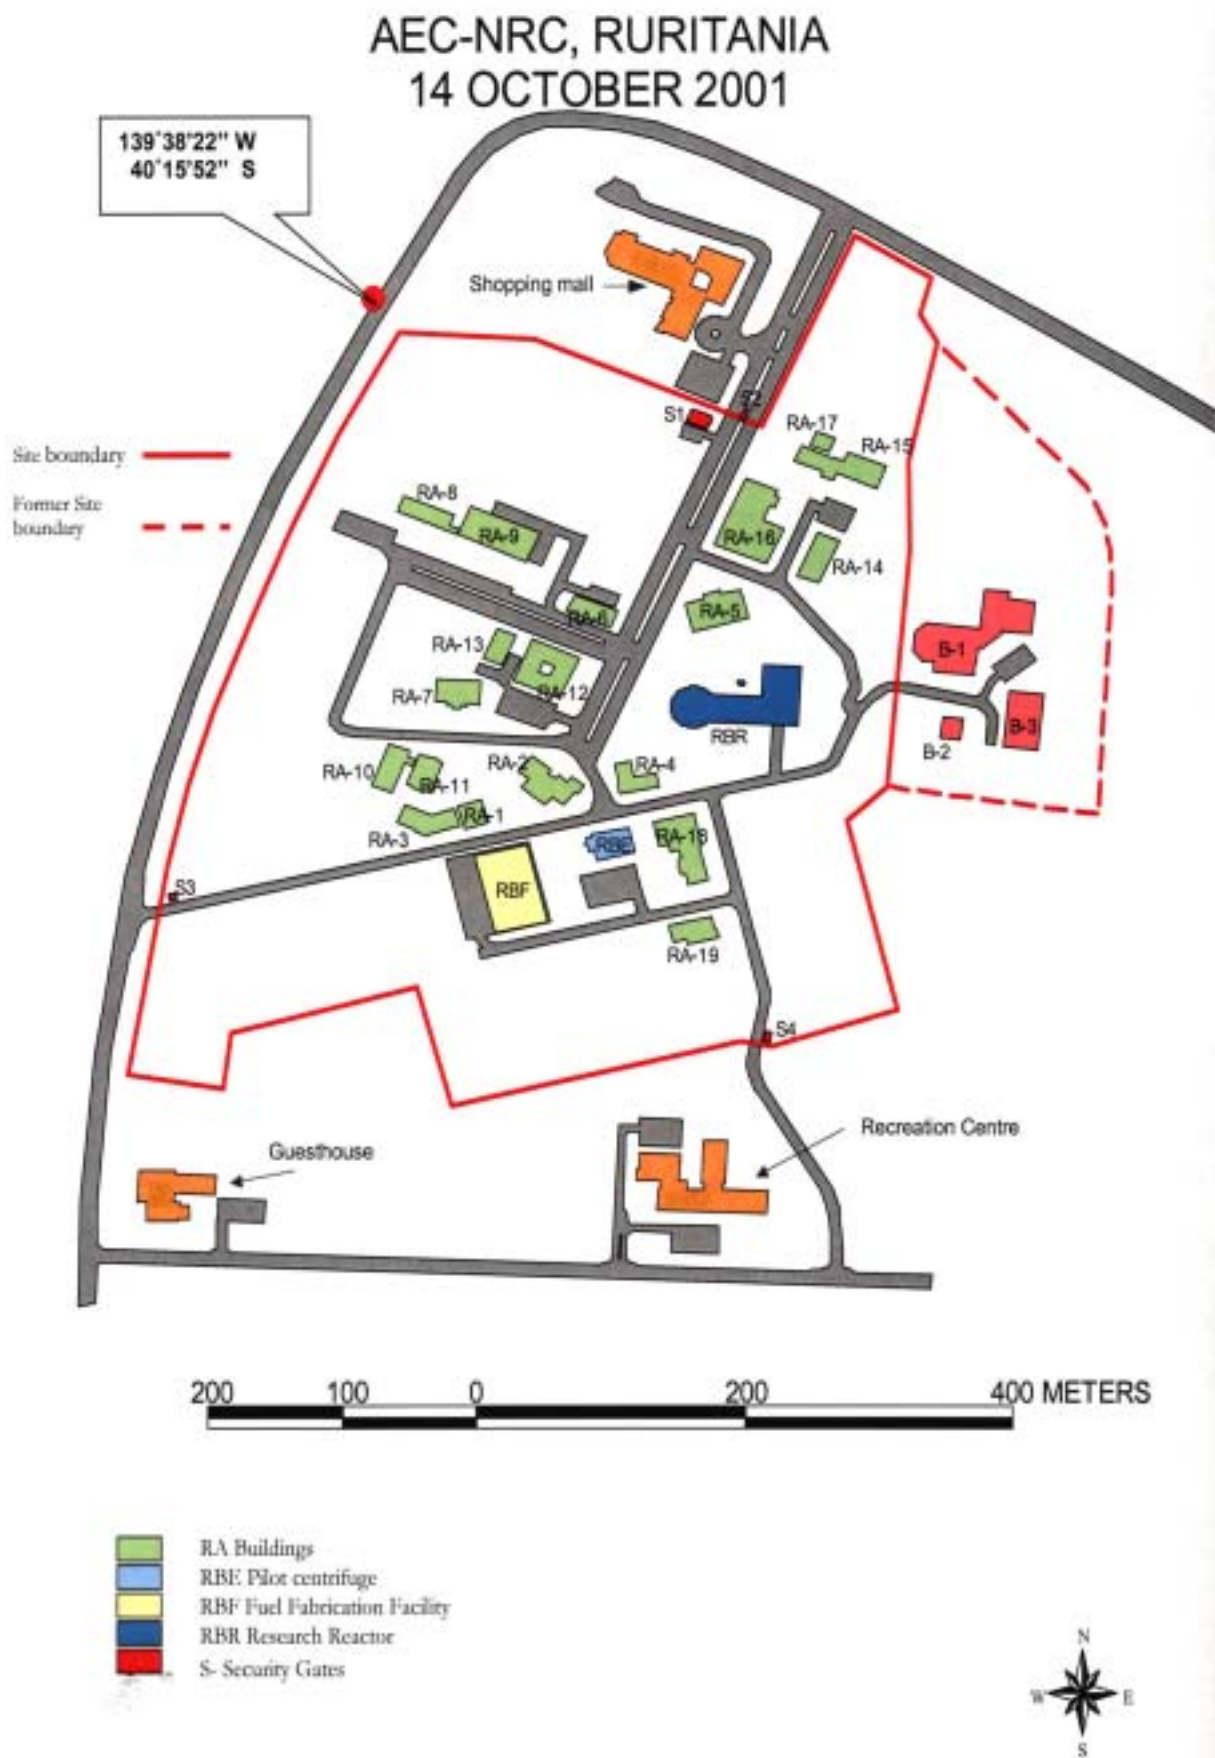 AEC-NRC, RURITANIA
14 OCTOBER 2001
139°38'22" W
40°15'52" S
Shopping mall
S1
S2
RA-17
RA-15
Site boundary
Former Site
boundary
RA-8
RA-9
RA-16
RA-14
RA-6
RA-5
RA-13
RA-12
RA-7
B-1
RBR
B-2
B-3
RA-10
RA-11
RA-2
RA-4
RA-3
RA-1
RBE
RA-18
S3
RBF
RA-19
S4
Guesthouse
Recreation Centre
200 100 0 200 400 METERS
RA Buildings
RBE Pilot centrifuge
RBF Fuel Fabrication Facility
RBR Research Reactor
S- Security Gates
N
W E
S